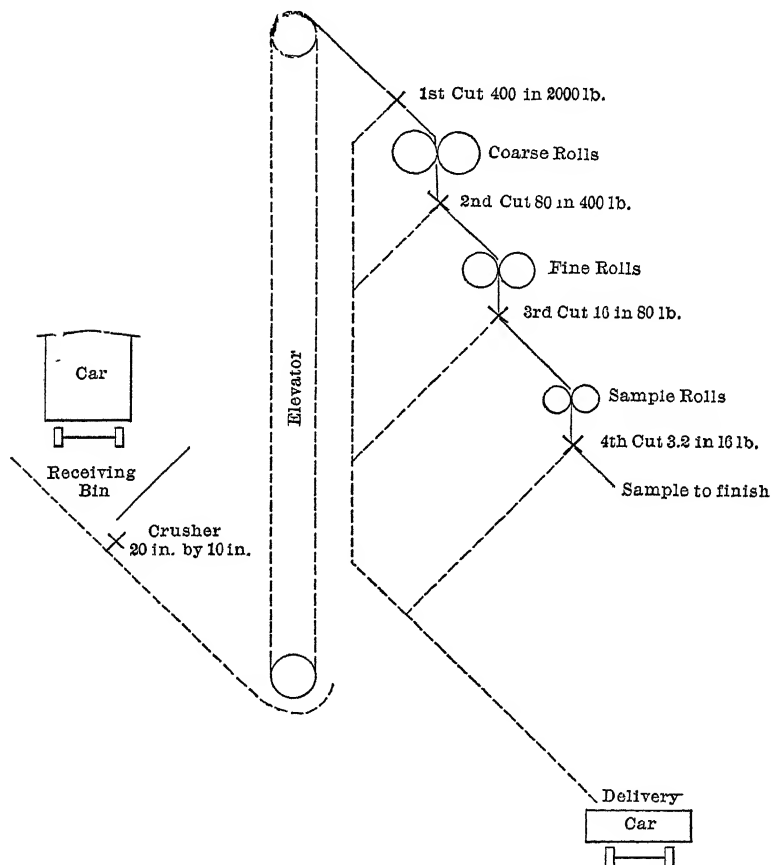 1st Cut 400 in 2000 lb.
Coarse Rolls
2nd Cut 80 in 400 lb.
Fine Rolls
3rd Cut 16 in 80 lb.
Car
Elevator
Sample Rolls
4th Cut 3.2 in 16 lb.
Receiving
Bin
Sample to finish
Crusher
20 in. by 10 in.
Delivery
Car